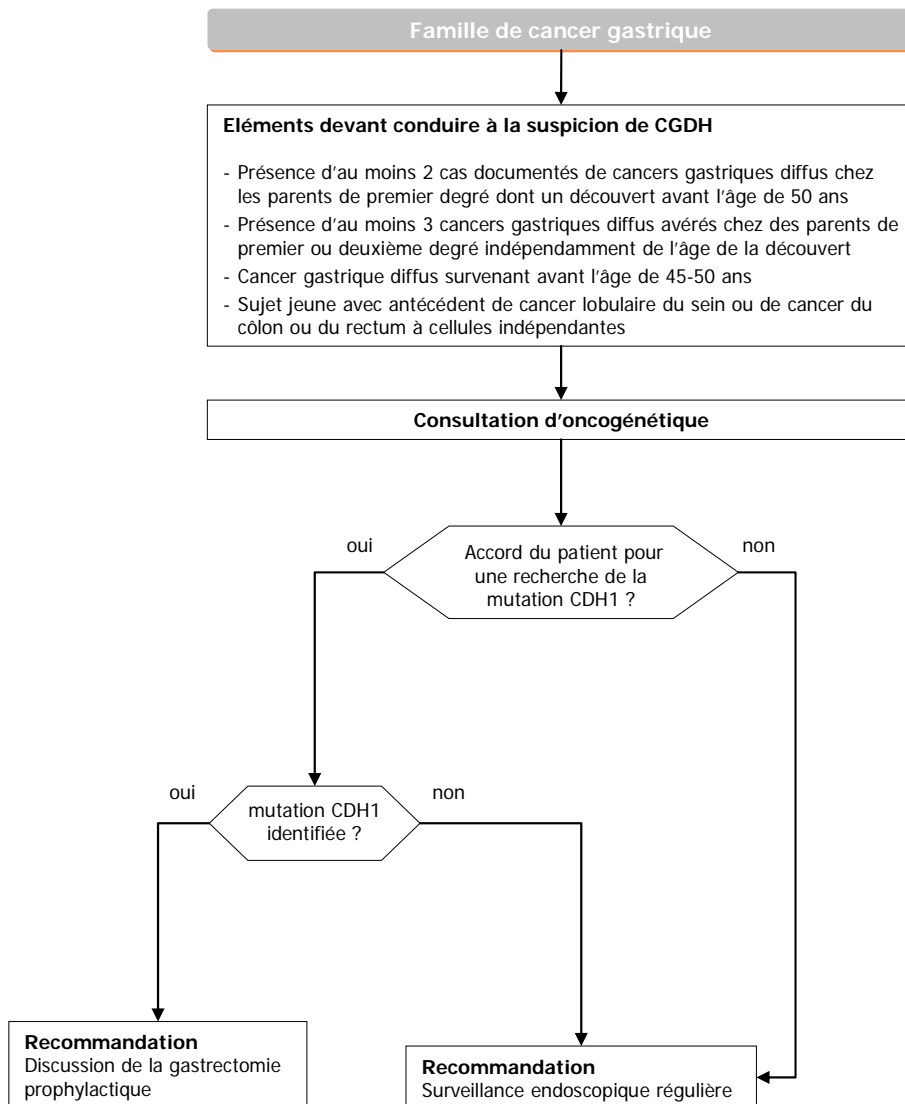 Famille de cancer gastrique
Eléments devant conduire à la suspicion de CGDH
- Présence d'au moins 2 cas documentés de cancers gastriques diffus chez
les parents de premier degré dont un découvert avant l'âge de 50 ans
- Présence d'au moins 3 cancers gastriques diffus avérés chez des parents de
premier ou deuxième degré indépendamment de l'âge de la découvert
- Cancer gastrique diffus survenant avant l'âge de 45-50 ans
- Sujet jeune avec antécédent de cancer lobulaire du sein ou de cancer du
côlon ou du rectum à cellules indépendantes
Consultation d'oncogénétique
oui
Accord du patient pour
une recherche de la
mutation CDH1 ?
non
oui
mutation CDH1
identifiée ?
non
Recommandation
Discussion de la gastrectomie
prophylactique
Recommandation
Surveillance endoscopique régulière